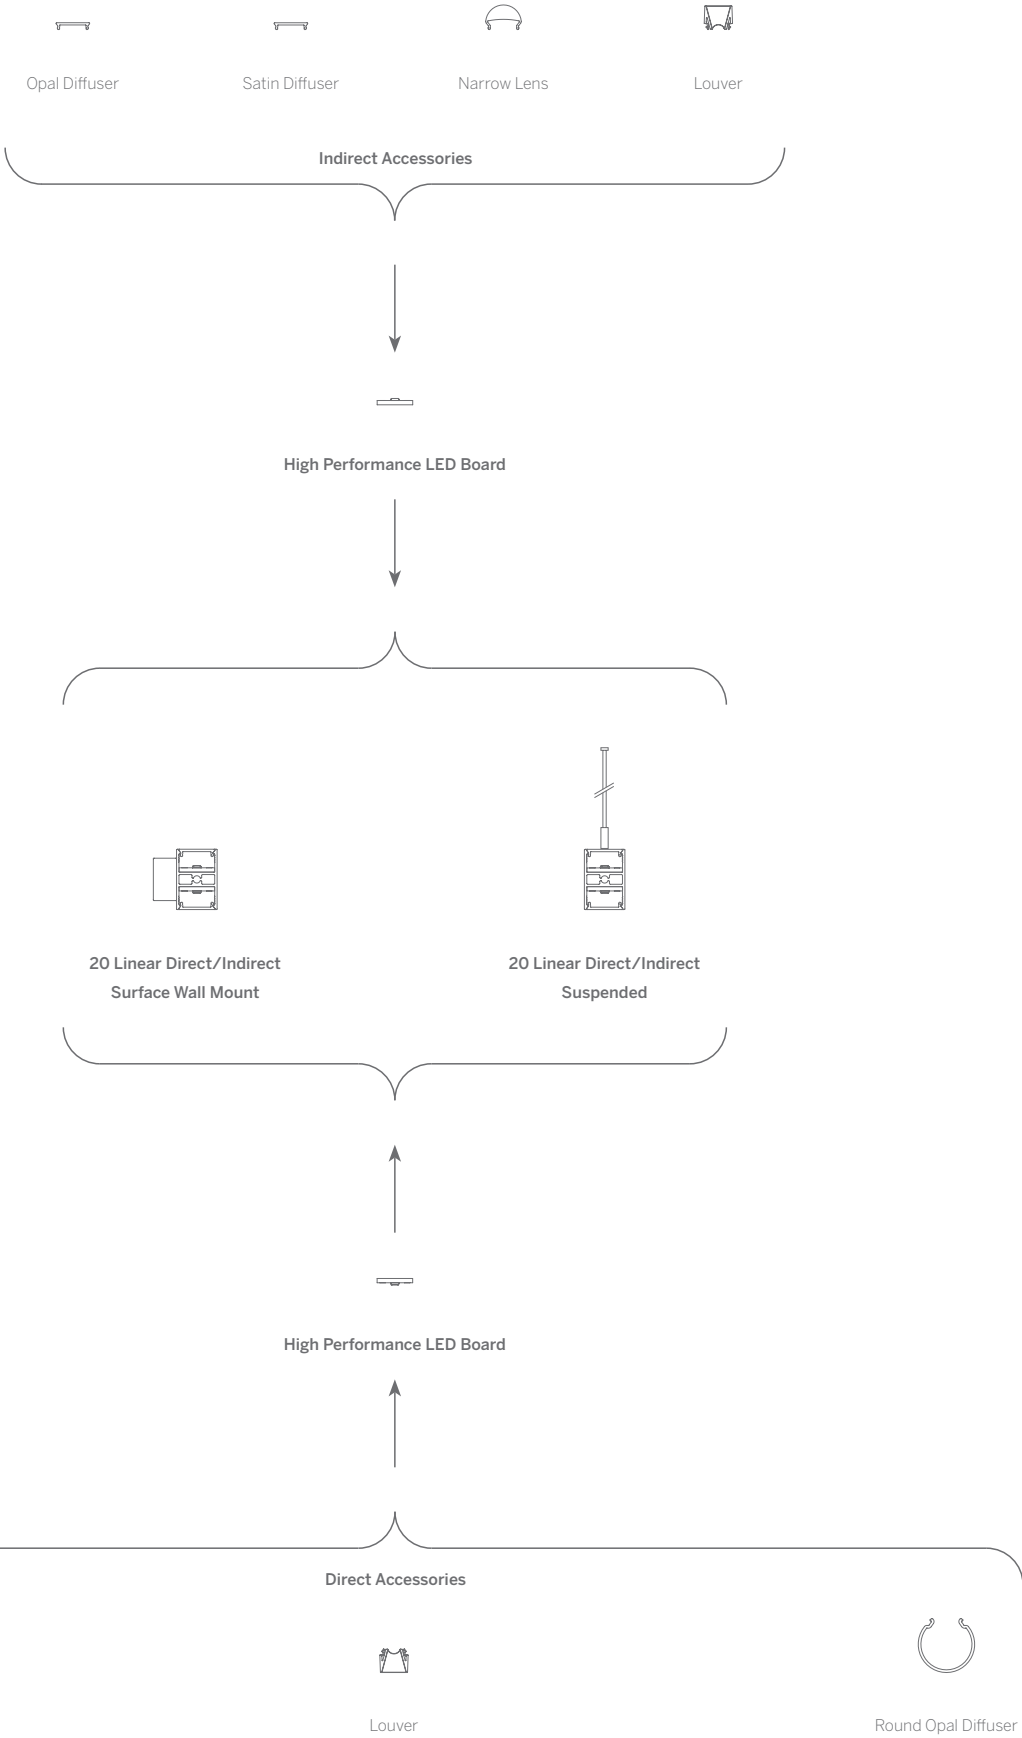 Opal Diffuser
Satin Diffuser
Narrow Lens
Louver
Indirect Accessories
High Performance LED Board
20 Linear Direct/Indirect
Surface Wall Mount
20 Linear Direct/Indirect
Suspended
High Performance LED Board
Direct Accessories
Louver
Round Opal Diffuser